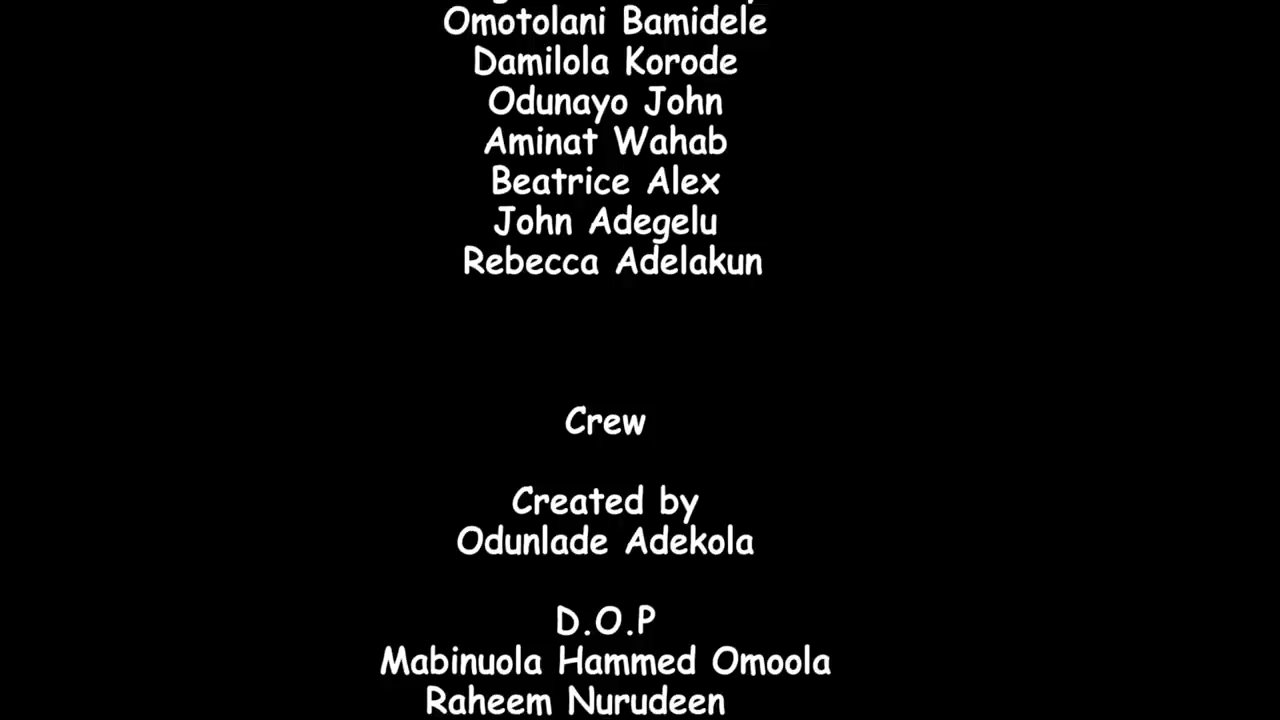 Omotolani Bamidele
Damilola Korode
Odunayo John
Aminat Wahab
Beatrice Alex
John Adegelu
Rebecca Adelakun
Crew
Created by
Odunlade Adekola
D.O.P
Mabinuola Hammed Omoola
Raheem Nurudeen